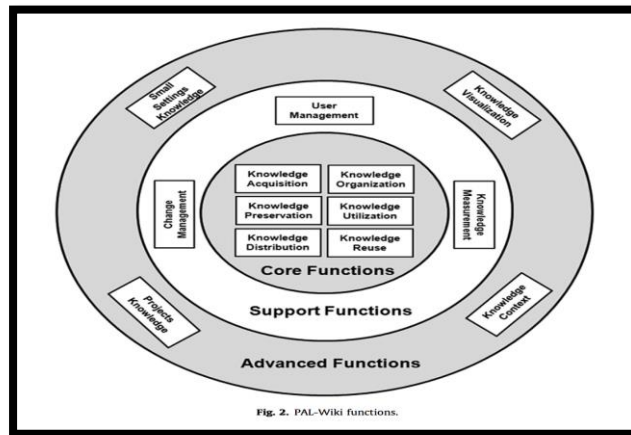 Small
Settings
Knowledge
Knowledge
Visualization
User
Management
Knowledge
Acquisition
Knowledge
Organization
Change
Management
Knowledge
Preservation
Knowledge
Utilization
Knowledge
Measurement
Knowledge
Distribution
Knowledge
Reuse
Core Functions
Projects
Knowledge
Support Functions
Knowledge
Context
Advanced Functions
Fig. 2. PAL-Wiki functions.